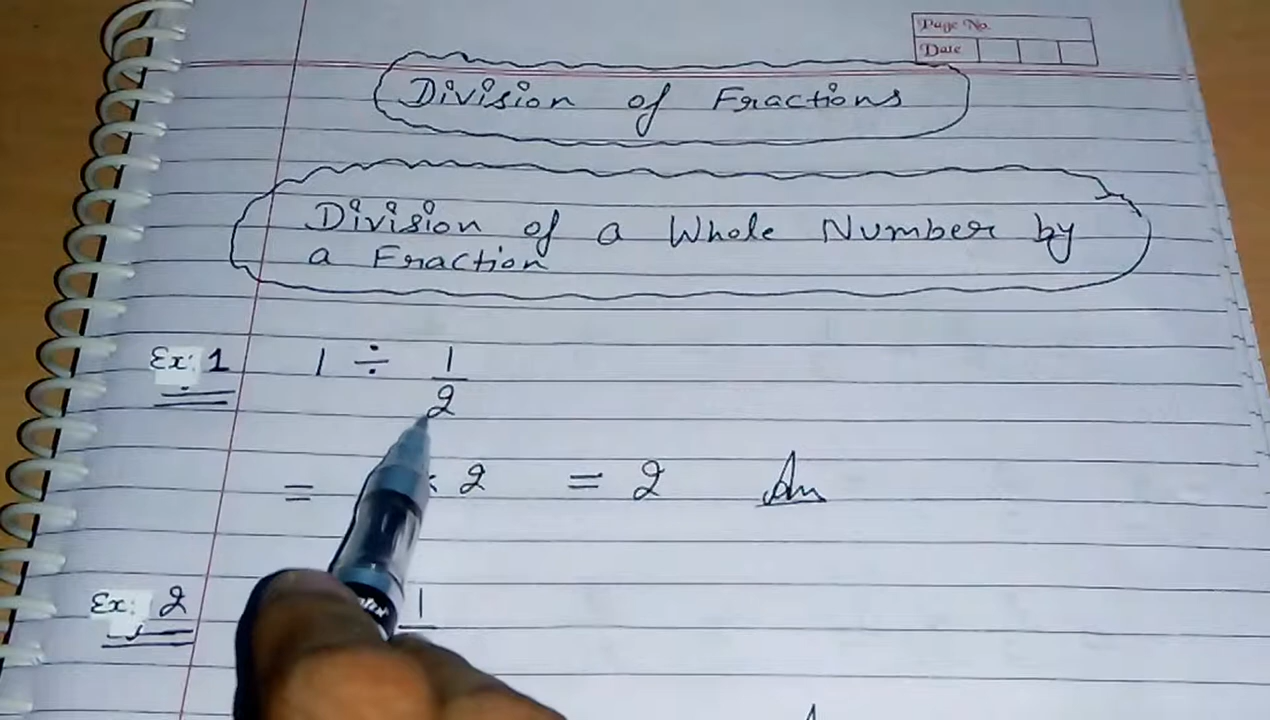 Page No.
Date
Division of Fractions
Division of a Whole Number by
a Fraction
Ex: 1 1 ÷ 1/2
= × 2 = 2 Ans
Ex: 2 1